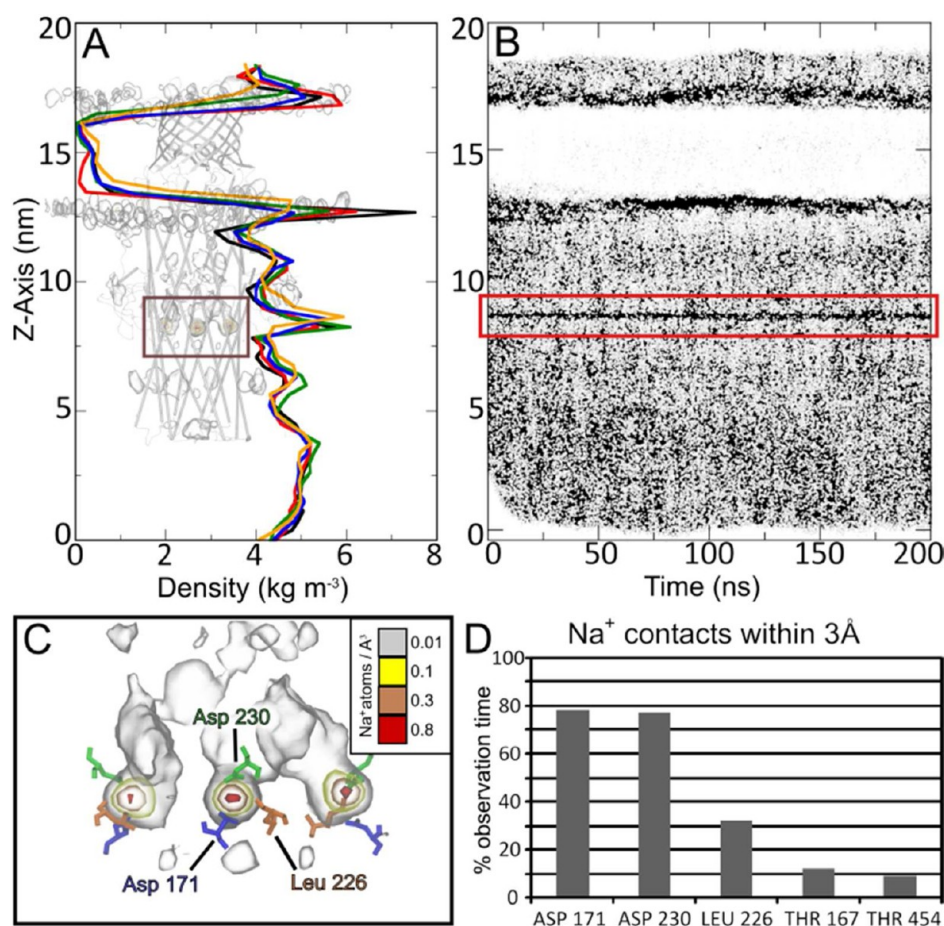 A
20
15
10
5
0
Z-Axis (nm)
0 2 4 6 8
Density (kg m⁻³)
B
20
15
10
5
0
0 50 100 150 200
Time (ns)
C
Na⁺atoms / Å³
0.01
0.1
0.3
0.8
Asp 230
Asp 171
Leu 226
D
Na⁺ contacts within 3Å
% observation time
100
80
60
40
20
0
ASP 171 ASP 230 LEU 226 THR 167 THR 454